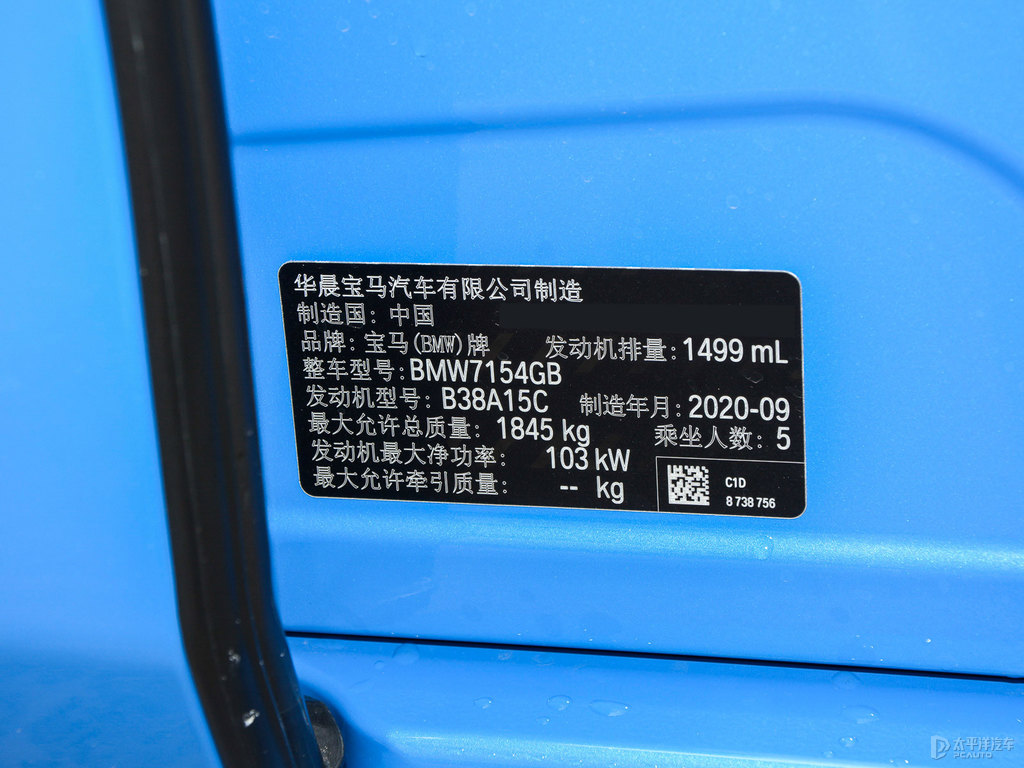 华晨宝马汽车有限公司制造
制造国：中国
品牌：宝马(BMW)牌 发动机排量：1499 mL
整车型号：BMW7154GB
发动机型号：B38A15C 制造年月：2020-09
最大允许总质量：1845 kg 乘坐人数：5
发动机最大净功率：103 kW
最大允许牵引质量：-- kg
C1D
8 738 756
太平洋汽车
PCAUTO